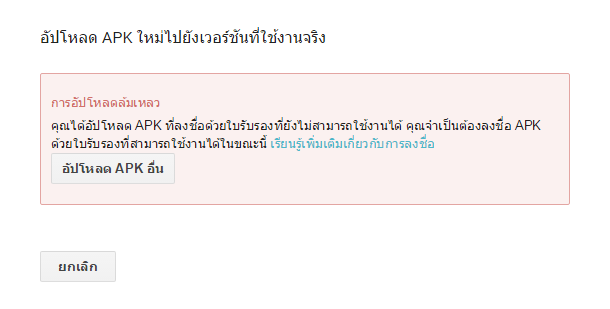 อัปโหลด APK ใหม่ไปยังเวอร์ชันที่ใช้งานจริง
การอัปโหลดล้มเหลว
คุณได้อัปโหลด APK ที่ลงชื่อด้วยใบรับรองที่ยังไม่สามารถใช้งานได้ คุณจำเป็นต้องลงชื่อ APK
ด้วยใบรับรองที่สามารถใช้งานได้ในขณะนี้ เรียนรู้เพิ่มเติมเกี่ยวกับการลงชื่อ
อัปโหลด APK อื่น
ยกเลิก